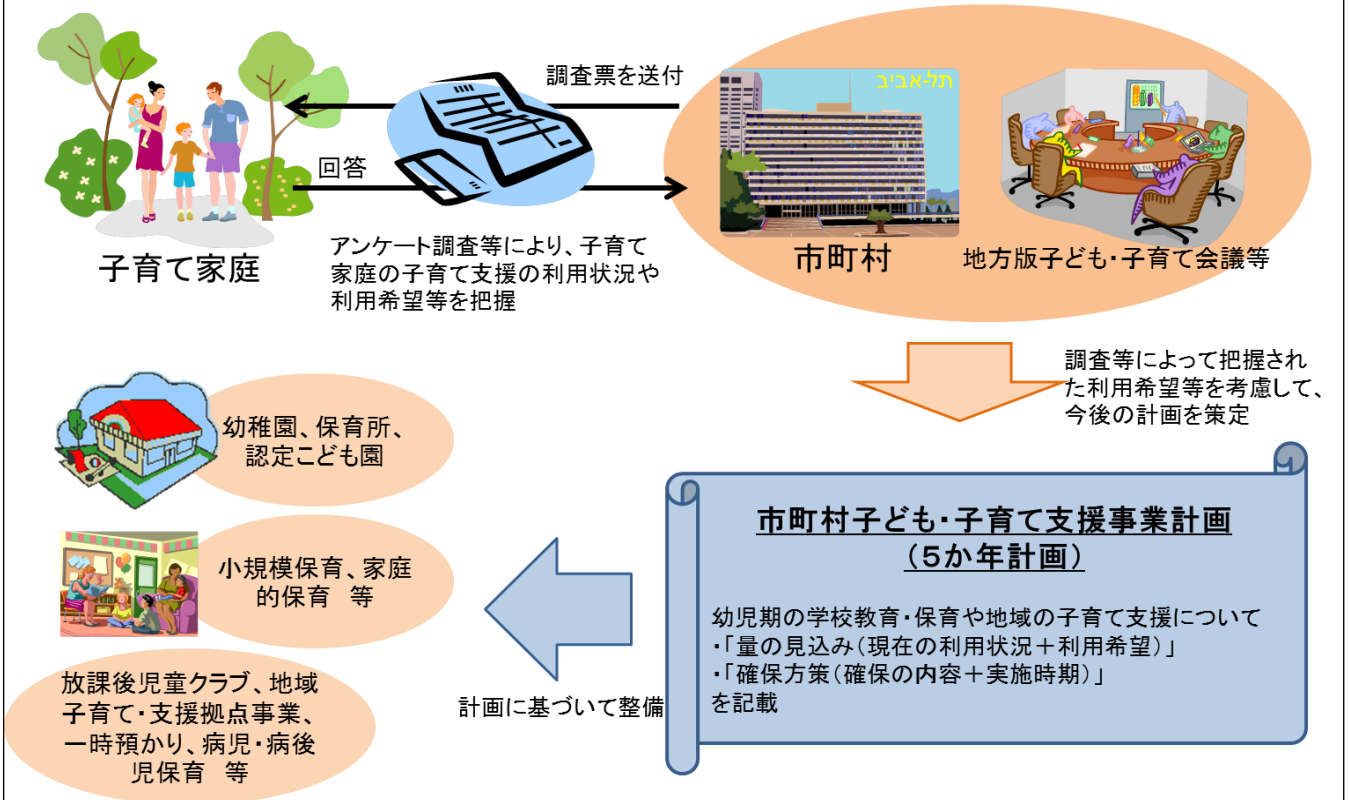 調査票を送付
回答
תל-אביב
子育て家庭
アンケート調査等により、子育て
家庭の子育て支援の利用状況や
利用希望等を把握
市町村
地方版子ども・子育て会議等
調査等によって把握され
た利用希望等を考慮して、
今後の計画を策定
幼稚園、保育所、
認定こども園
小規模保育、家庭
的保育　等
放課後児童クラブ、地域
子育て・支援拠点事業、
一時預かり、病児・病後
児保育　等
計画に基づいて整備
市町村子ども・子育て支援事業計画
（５か年計画）
幼児期の学校教育・保育や地域の子育て支援について
・「量の見込み（現在の利用状況＋利用希望）」
・「確保方策（確保の内容＋実施時期）」
を記載